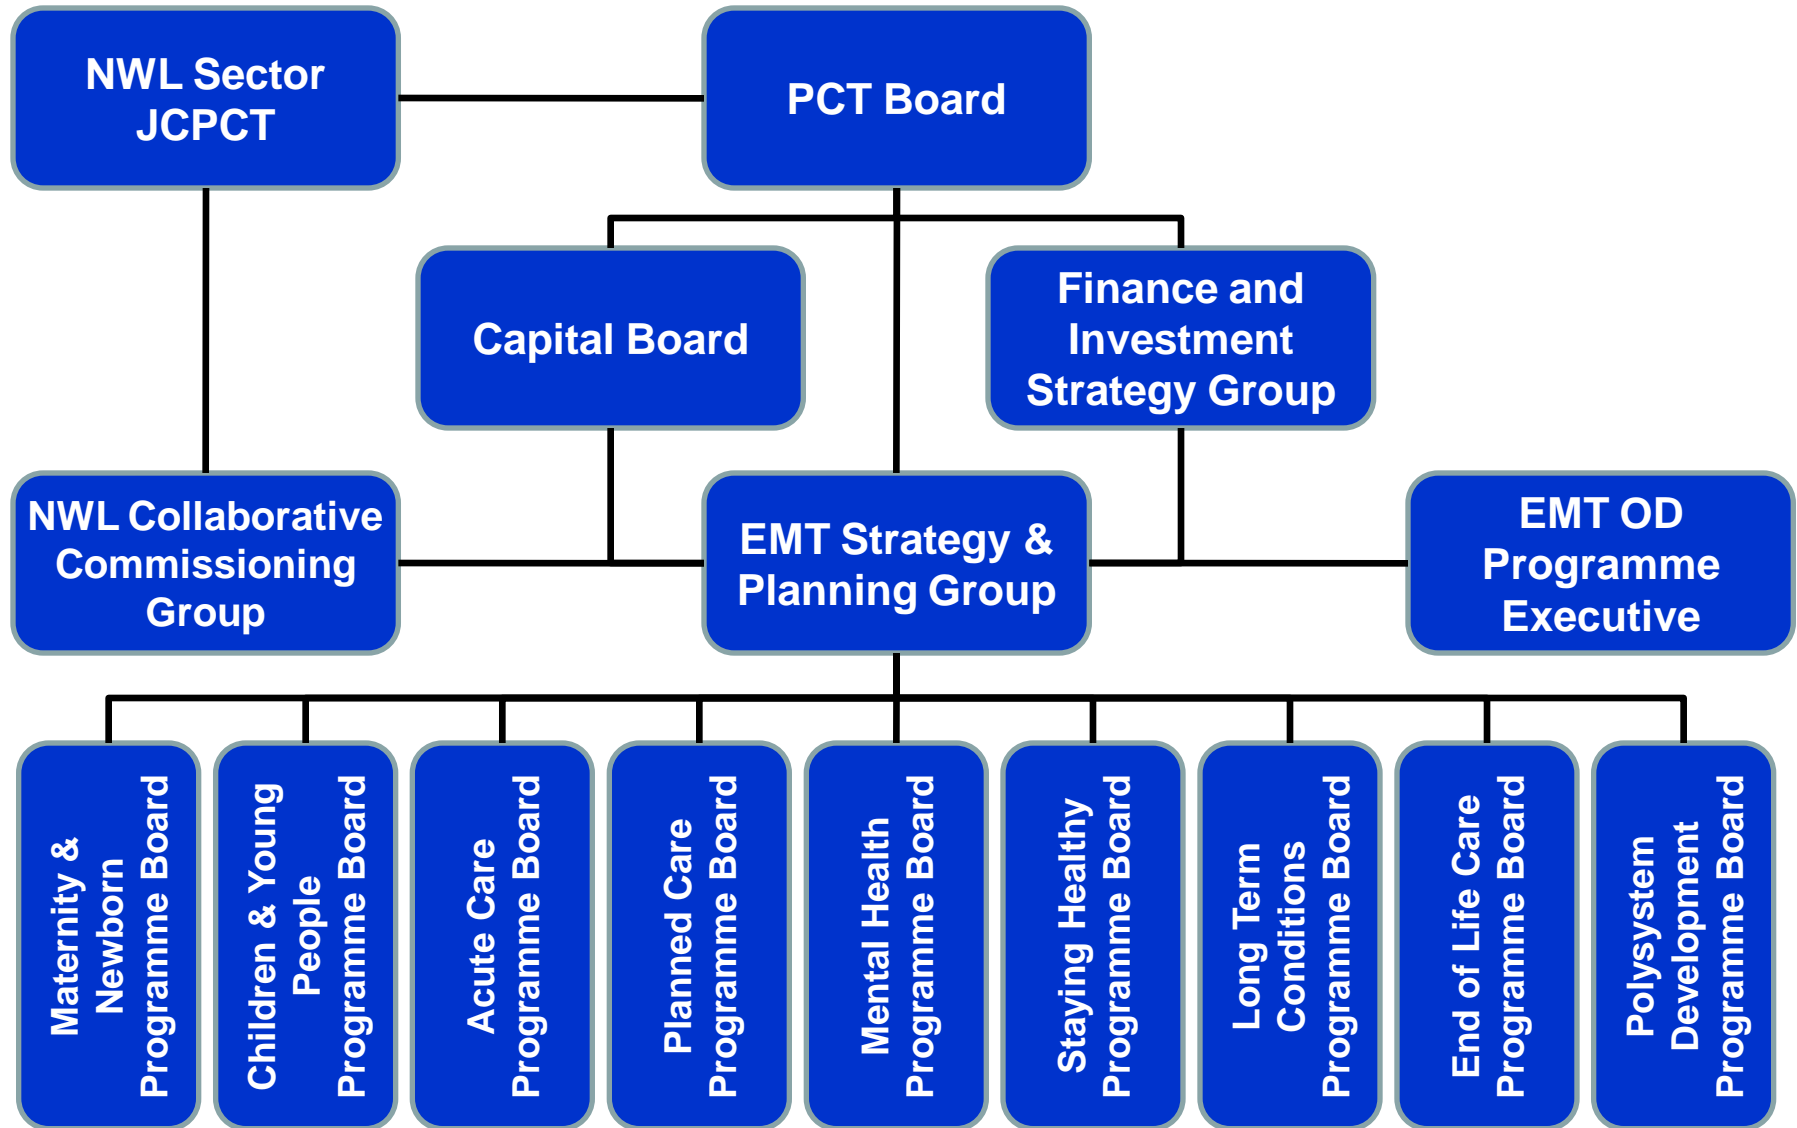 NWL Sector
JCPCT
PCT Board
Capital Board
Finance and
Investment
Strategy Group
NWL Collaborative
Commissioning
Group
EMT Strategy &
Planning Group
EMT OD
Programme
Executive
Maternity &
Newborn
Programme Board
Children & Young
People
Programme Board
Acute Care
Programme Board
Planned Care
Programme Board
Mental Health
Programme Board
Staying Healthy
Programme Board
Long Term
Conditions
Programme Board
End of Life Care
Programme Board
Polysystem
Development
Programme Board